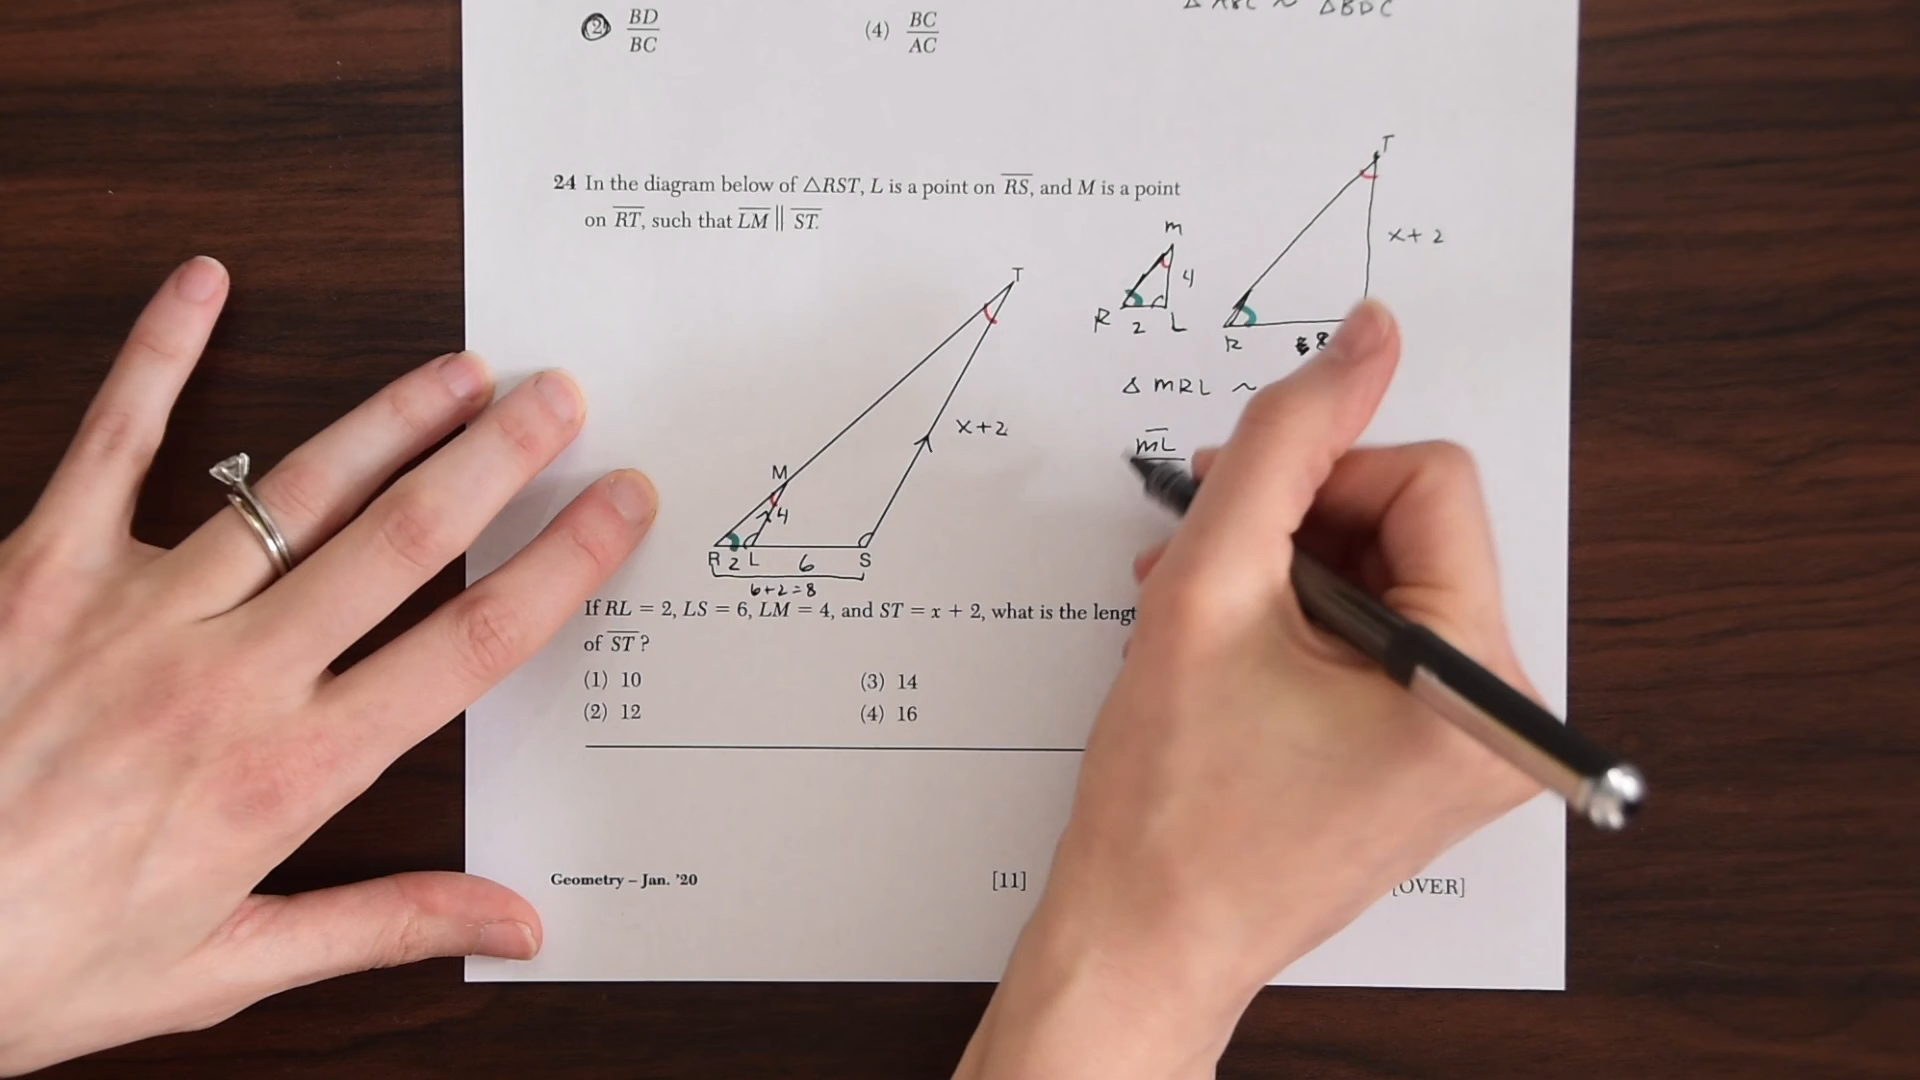 △ABC ~ △BDC
(2) BD
BC
(4) BC
AC
24 In the diagram below of △RST, L is a point on RS, and M is a point
on RT, such that LM || ST.
T
x+2
M
4
R 2 L 6 S
6+2=8
T
x+2
R
8
m
4
R 2 L
△ mRL ~
mL
If RL = 2, LS = 6, LM = 4, and ST = x + 2, what is the lengt
of ST?
(1) 10
(2) 12
(3) 14
(4) 16
Geometry – Jan. '20
[11]
[OVER]